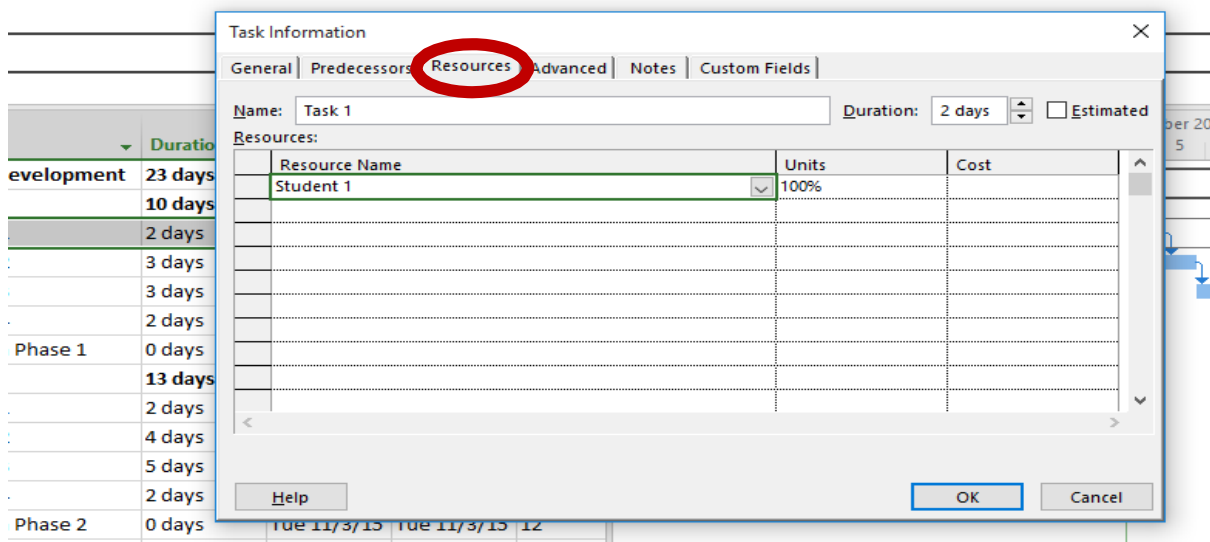 Task Information
General Predecessors Resources Advanced Notes Custom Fields
Name: Task 1 Duration: 2 days Estimated
Resources:
Resource Name Units Cost
Student 1 100%
Help OK Cancel
Duratio
ber 20
5
evelopment 23 days
10 days
2 days
3 days
3 days
2 days
Phase 1 0 days
13 days
2 days
4 days
5 days
2 days
Phase 2 0 days Tue 11/3/15 Tue 11/3/15 12